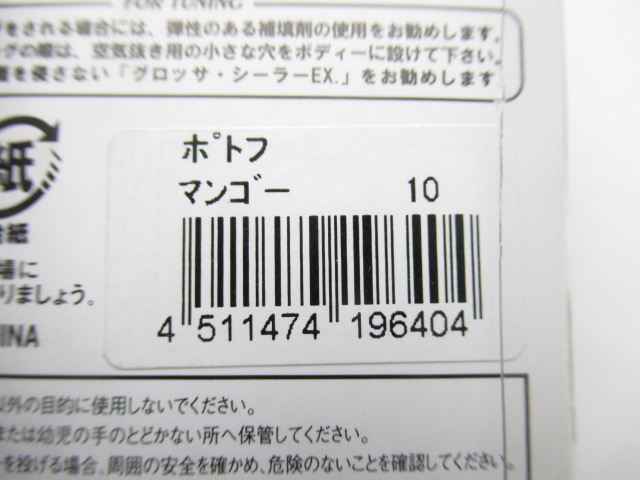 FOR TUNING
をされる場合には、弾性のある補填剤の使用をお勧めします。
グの際は、空気抜き用の小さな穴をボディーに設けて下さい。
を侵さない「グロッサ・シーラーEX.」をお勧めします
紙
ﾎﾟﾄﾌ
ﾏﾝｺﾞｰ 10
4 511474 196404
場に
りましょう。
INA
以外の目的に使用しないでください。
または幼児の手のとどかない所へ保管してください。
を投げる場合、周囲の安全を確かめ、危険のないことを確認してください。